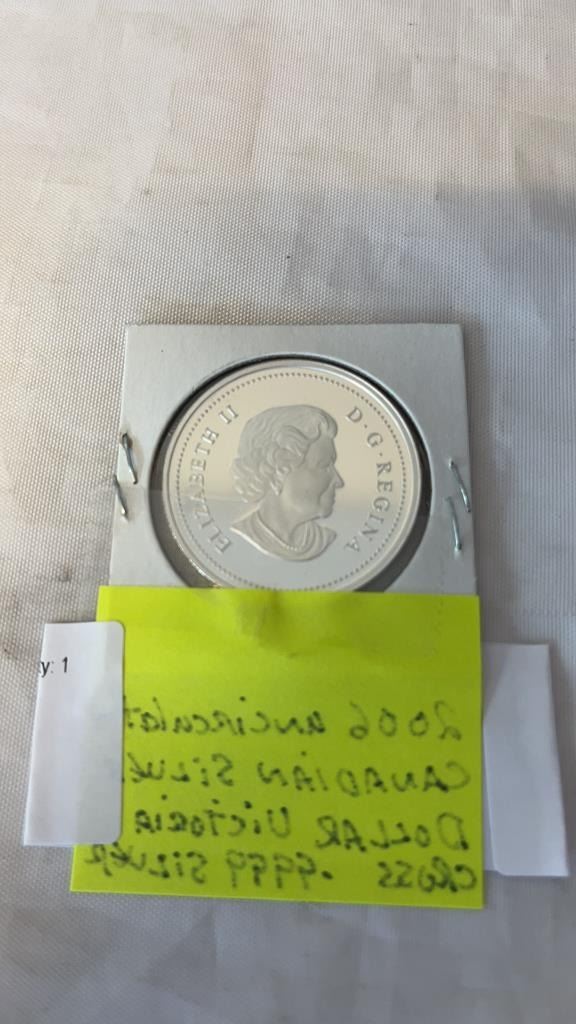 ELIZABETH II D·G·REGINA
y: 1
2006 uncirculat
CANADIAN SILVE
DOLLAR VICTORIA
CROSS .9999 SILVER